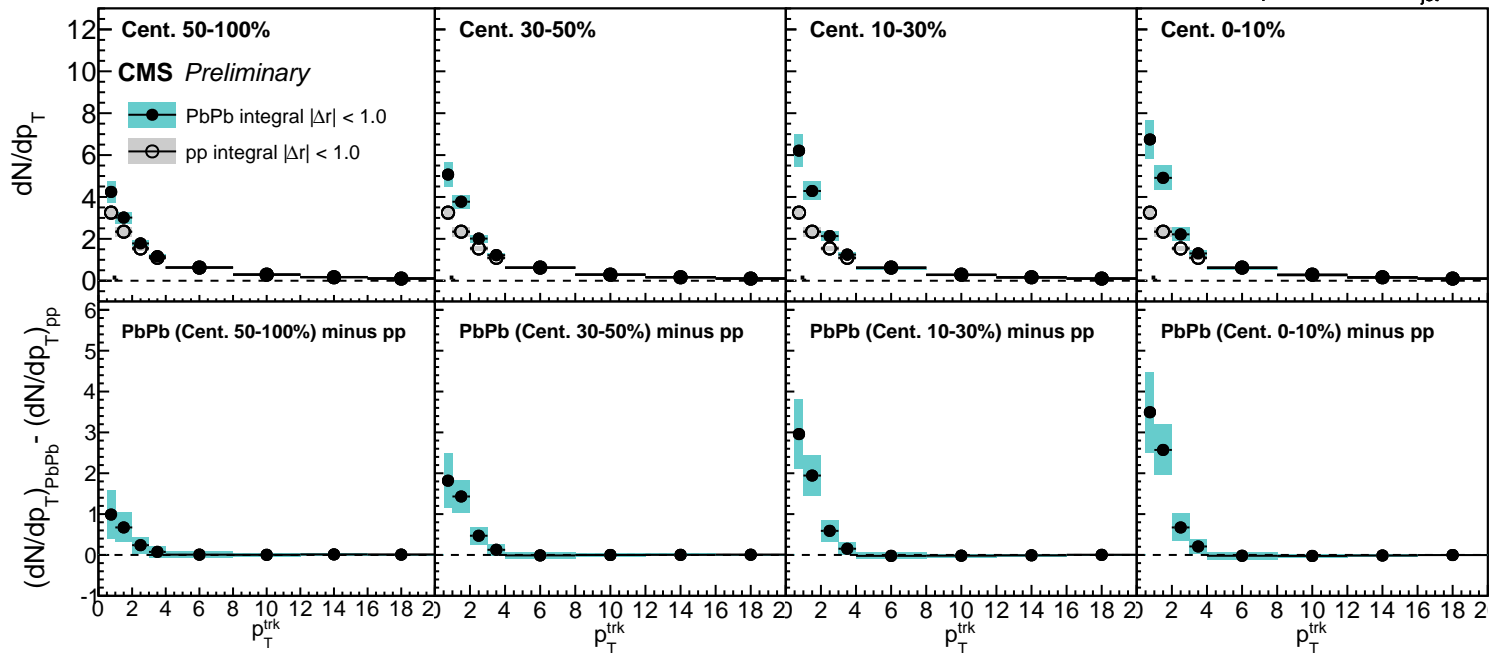 Cent. 50-100%
Cent. 30-50%
Cent. 10-30%
Cent. 0-10%
CMS Preliminary
PbPb integral |Δr| < 1.0
pp integral |Δr| < 1.0
dN/dp_T
12
10
8
6
4
2
0
PbPb (Cent. 50-100%) minus pp
PbPb (Cent. 30-50%) minus pp
PbPb (Cent. 10-30%) minus pp
PbPb (Cent. 0-10%) minus pp
(dN/dp_T)_PbPb - (dN/dp_T)_pp
6
5
4
3
2
1
0
-1
0 2 4 6 8 10 12 14 16 18 2 2 4 6 8 10 12 14 16 18 2 2 4 6 8 10 12 14 16 18 2 2 4 6 8 10 12 14 16 18 20
p_T^trk
p_T^trk
p_T^trk
p_T^trk